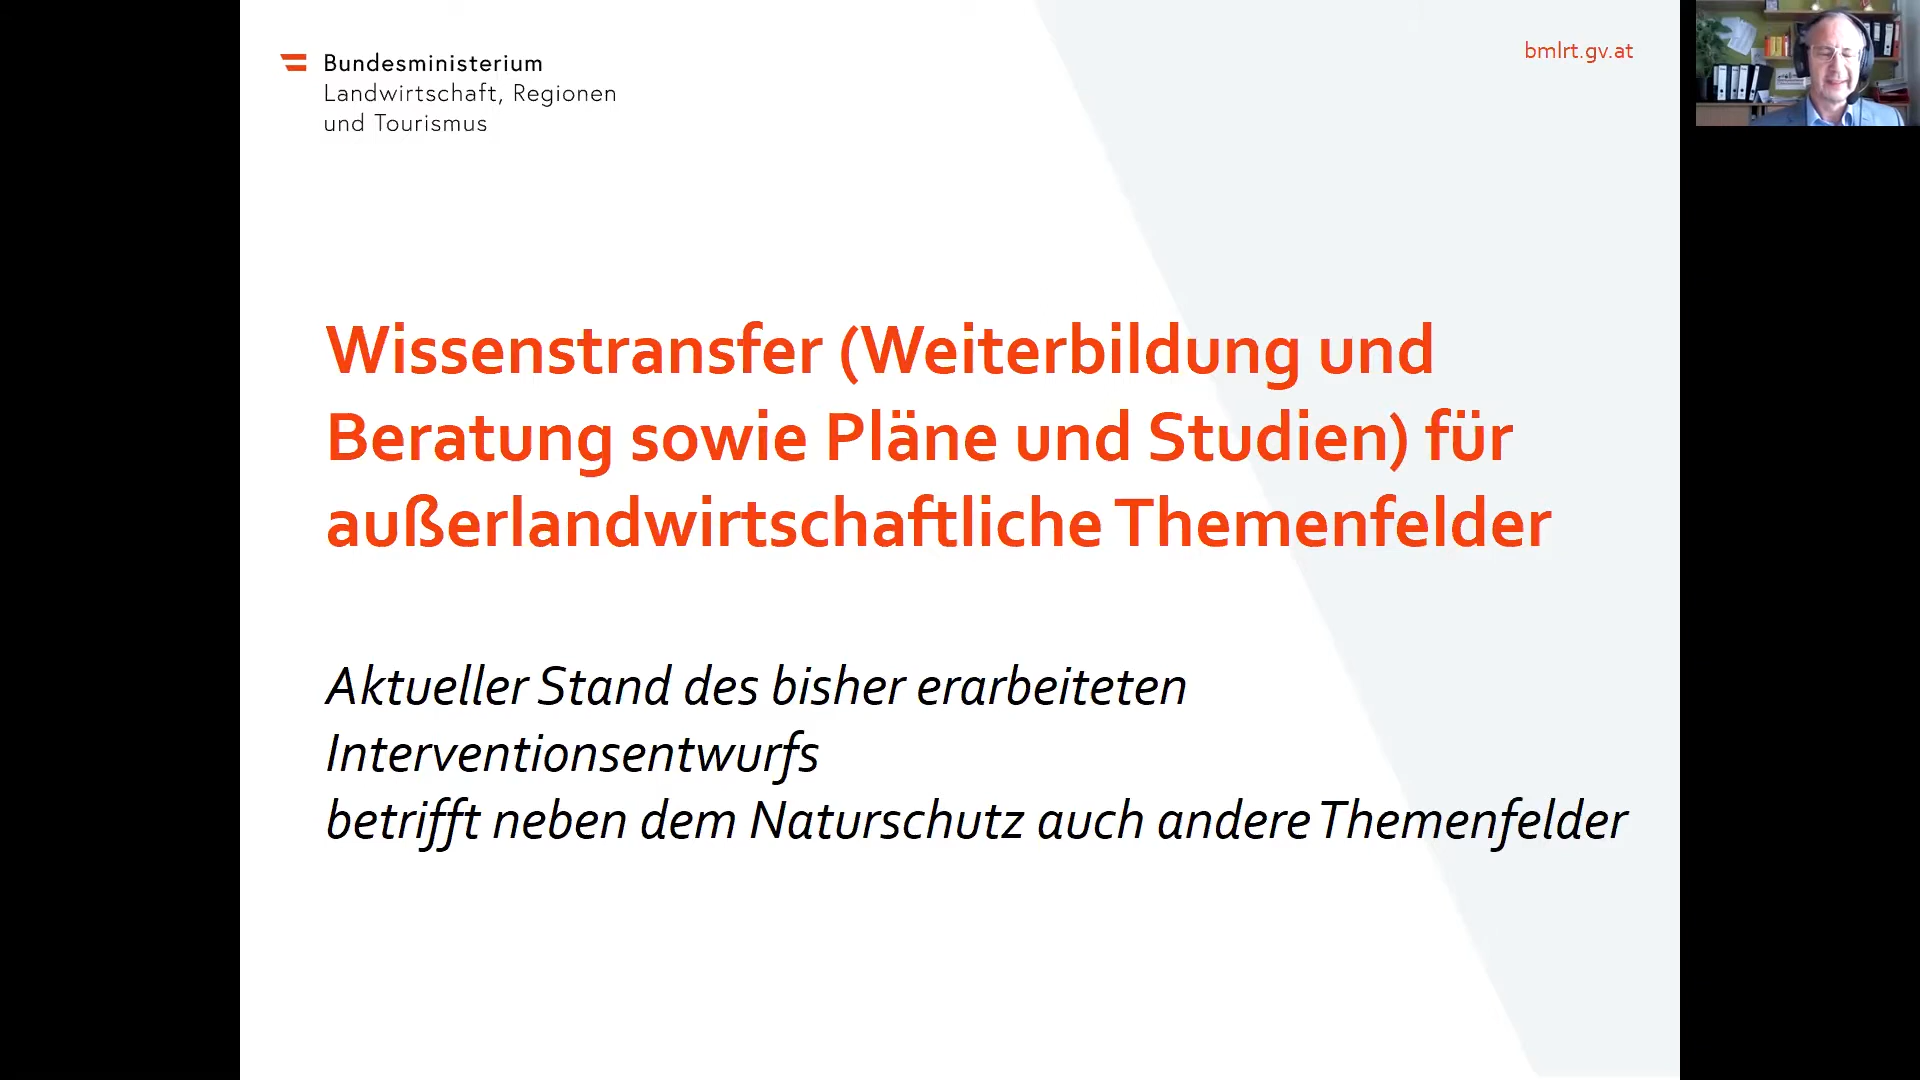 Bundesministerium
Landwirtschaft, Regionen
und Tourismus
bmlrt.gv.at
Wissenstransfer (Weiterbildung und
Beratung sowie Pläne und Studien) für
außerlandwirtschaftliche Themenfelder
Aktueller Stand des bisher erarbeiteten
Interventionsentwurfs
betrifft neben dem Naturschutz auch andere Themenfelder